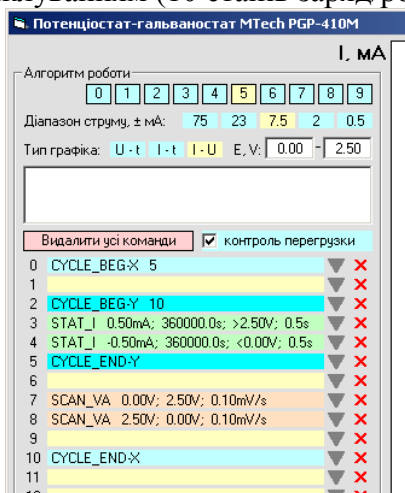 Потенціостат-гальваностат MTech PGP-410M
I, мА
Алгоритм роботи
0 1 2 3 4 5 6 7 8 9
Діапазон струму, ± мА: 75 23 7.5 2 0.5
Тип графіка: U - t I - t I - U E, V: 0.00 - 2.50
Видалити усі команди контроль перегрузки
0 CYCLE_BEG-X 5
1
2 CYCLE_BEG-Y 10
3 STAT_I 0.50mA; 360000.0s; >2.50V; 0.5s
4 STAT_I -0.50mA; 360000.0s; <0.00V; 0.5s
5 CYCLE_END-Y
6
7 SCAN_VA 0.00V; 2.50V; 0.10mV/s
8 SCAN_VA 2.50V; 0.00V; 0.10mV/s
9
10 CYCLE_END-X
11